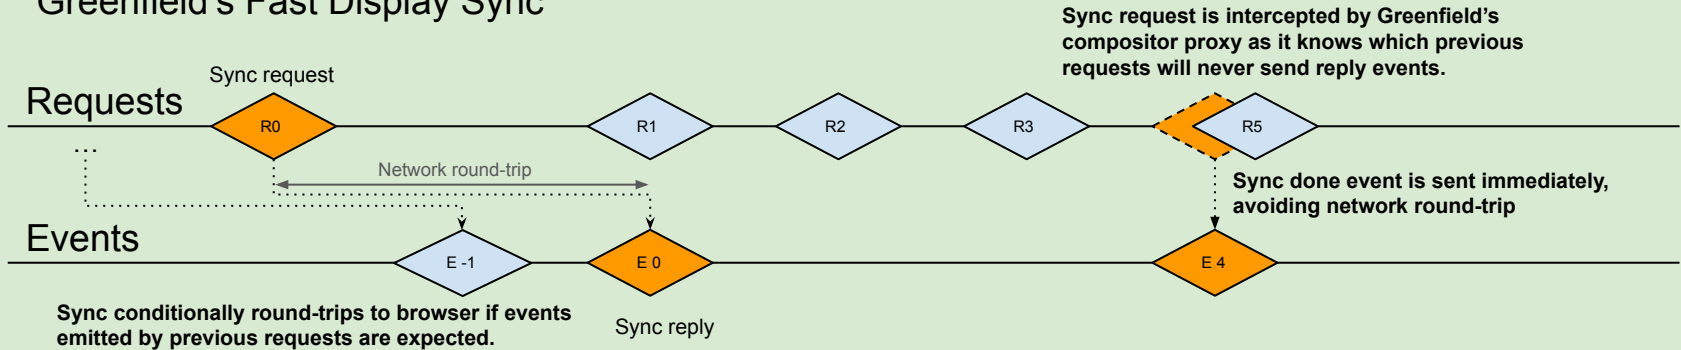 Greenfield's Fast Display Sync
Sync request is intercepted by Greenfield's
compositor proxy as it knows which previous
requests will never send reply events.
Sync request
Requests
R0
R1
R2
R3
R5
...
Network round-trip
Sync done event is sent immediately,
avoiding network round-trip
Events
E -1
E 0
E 4
Sync conditionally round-trips to browser if events
emitted by previous requests are expected.
Sync reply